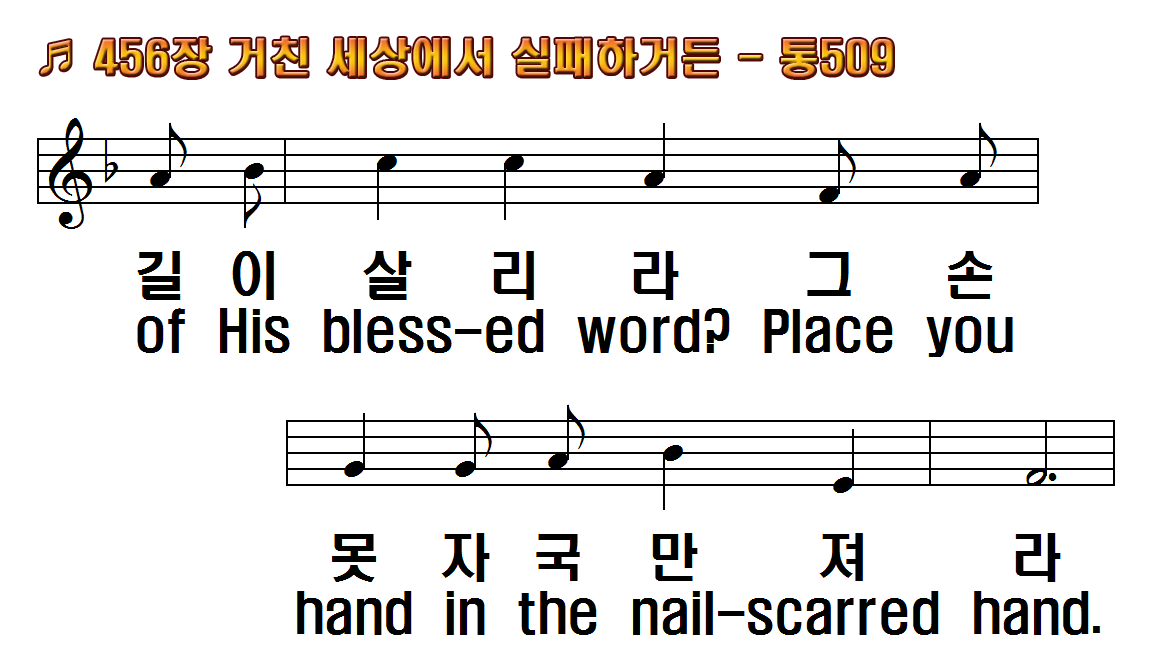 ♬ 456장 거친 세상에서 실패하거든 - 통509
길 이 살 리 라 그 손
of His bless-ed word? Place you
못 자 국 만 져 라
hand in the nail-scarred hand.